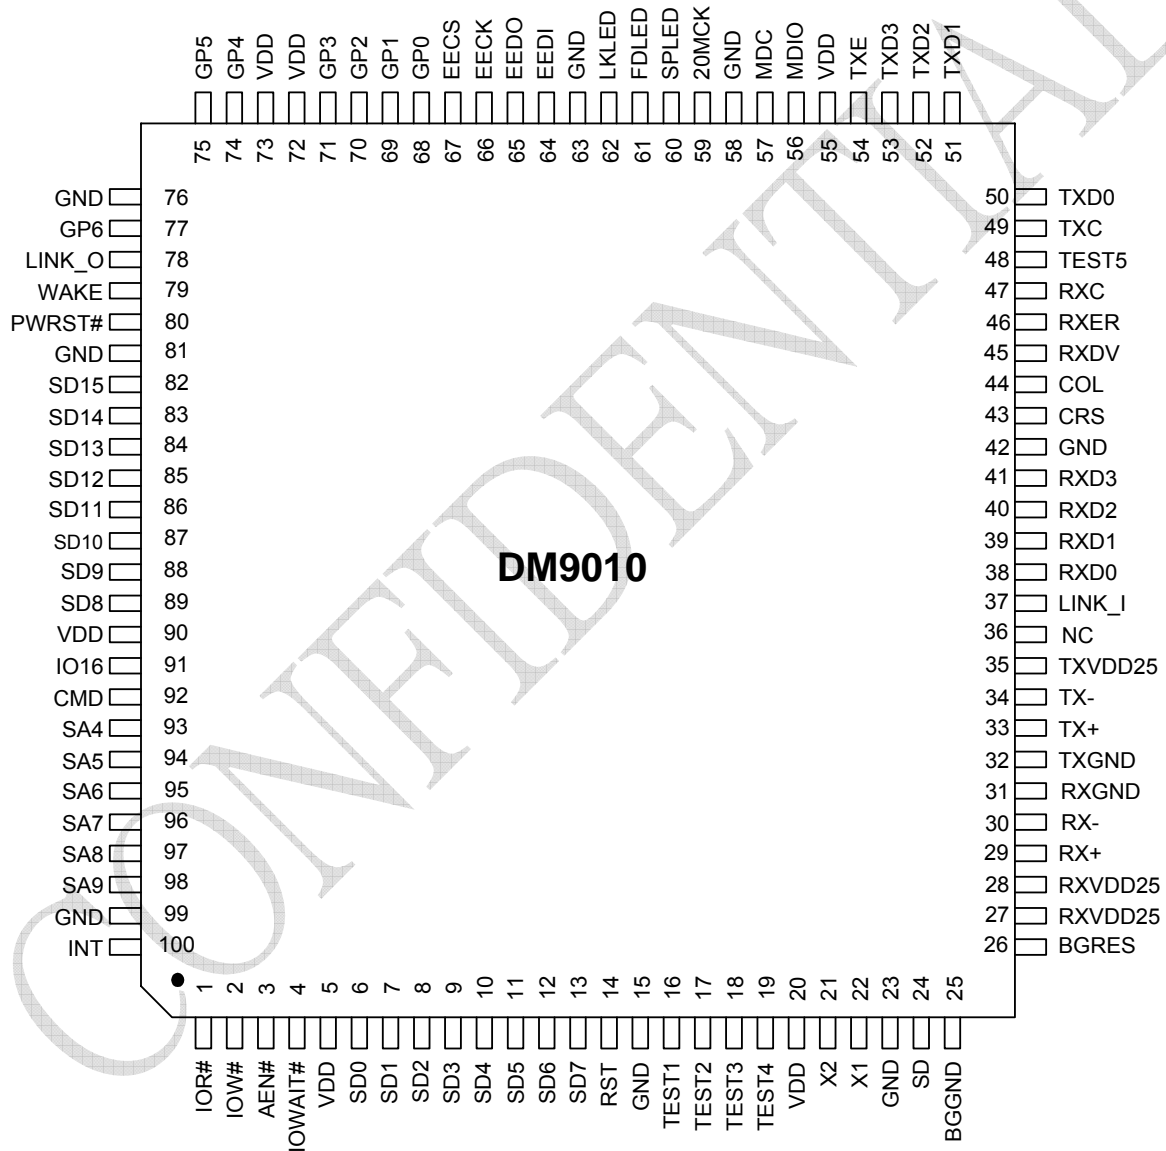 GP5 GP4 VDD VDD GP3 GP2 GP1 GP0 EECS EECK EEDO EEDI GND LKLED FDLED SPLED 20MCK GND MDC MDIO VDD TXE TXD3 TXD2 TXD1
75 74 73 72 71 70 69 68 67 66 65 64 63 62 61 60 59 58 57 56 55 54 53 52 51
GND 76 50 TXD0
GP6 77 49 TXC
LINK_O 78 48 TEST5
WAKE 79 47 RXC
PWRST# 80 46 RXER
GND 81 45 RXDV
SD15 82 44 COL
SD14 83 43 CRS
SD13 84 42 GND
SD12 85 41 RXD3
SD11 86 40 RXD2
SD10 87 39 RXD1
DM9010
SD9 88 38 RXD0
SD8 89 37 LINK_I
VDD 90 36 NC
IO16 91 35 TXVDD25
CMD 92 34 TX-
SA4 93 33 TX+
SA5 94 32 TXGND
SA6 95 31 RXGND
SA7 96 30 RX-
SA8 97 29 RX+
SA9 98 28 RXVDD25
GND 99 27 RXVDD25
INT 100 26 BGRES
1 2 3 4 5 6 7 8 9 10 11 12 13 14 15 16 17 18 19 20 21 22 23 24 25
IOR# IOW# AEN# IOWAIT# VDD SD0 SD1 SD2 SD3 SD4 SD5 SD6 SD7 RST GND TEST1 TEST2 TEST3 TEST4 VDD X2 X1 GND SD BGGND
CONFIDENTIAL